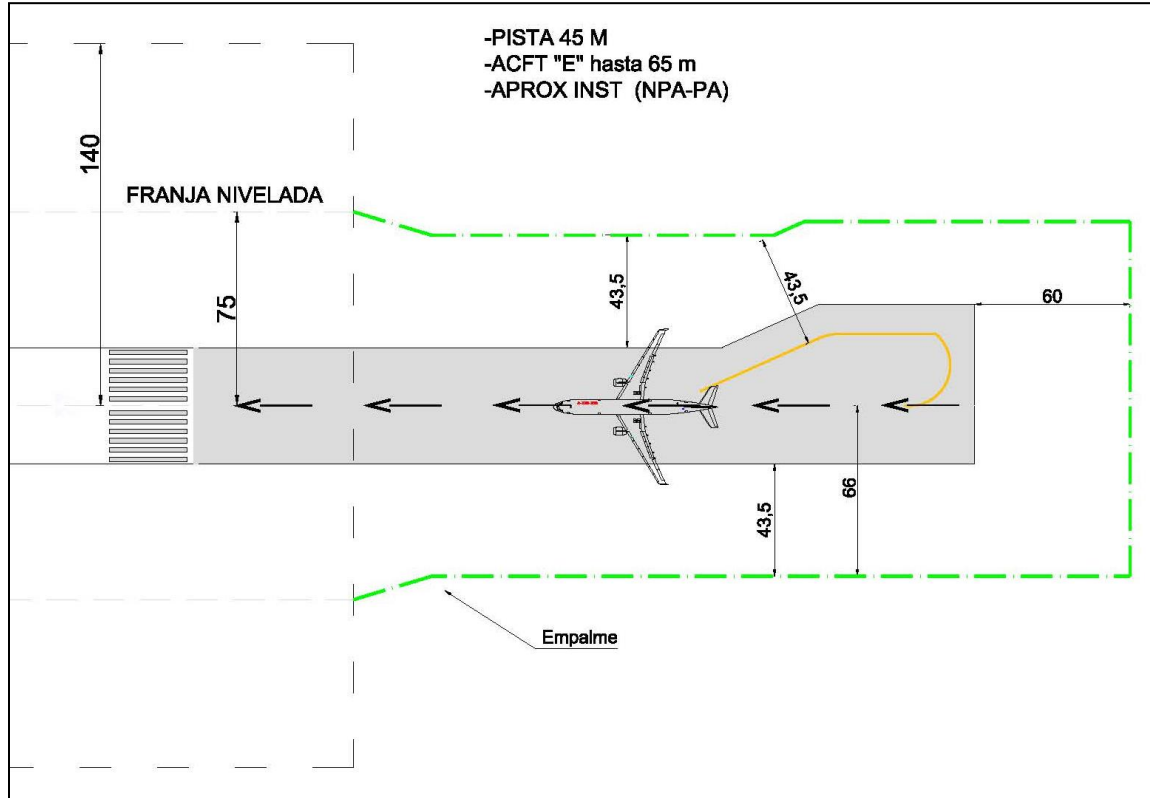 -PISTA 45 M
-ACFT "E" hasta 65 m
-APROX INST (NPA-PA)
140
FRANJA NIVELADA
75
43,5
43,5
60
66
43,5
Empalme